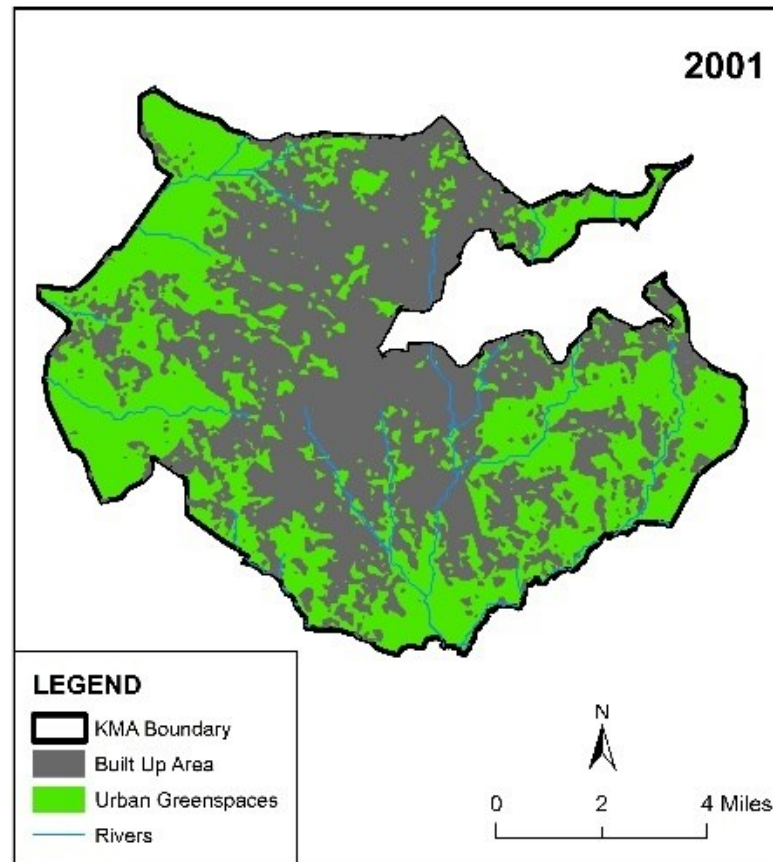 2001
LEGEND
KMA Boundary
Built Up Area
Urban Greenspaces
Rivers
N
0 2 4 Miles